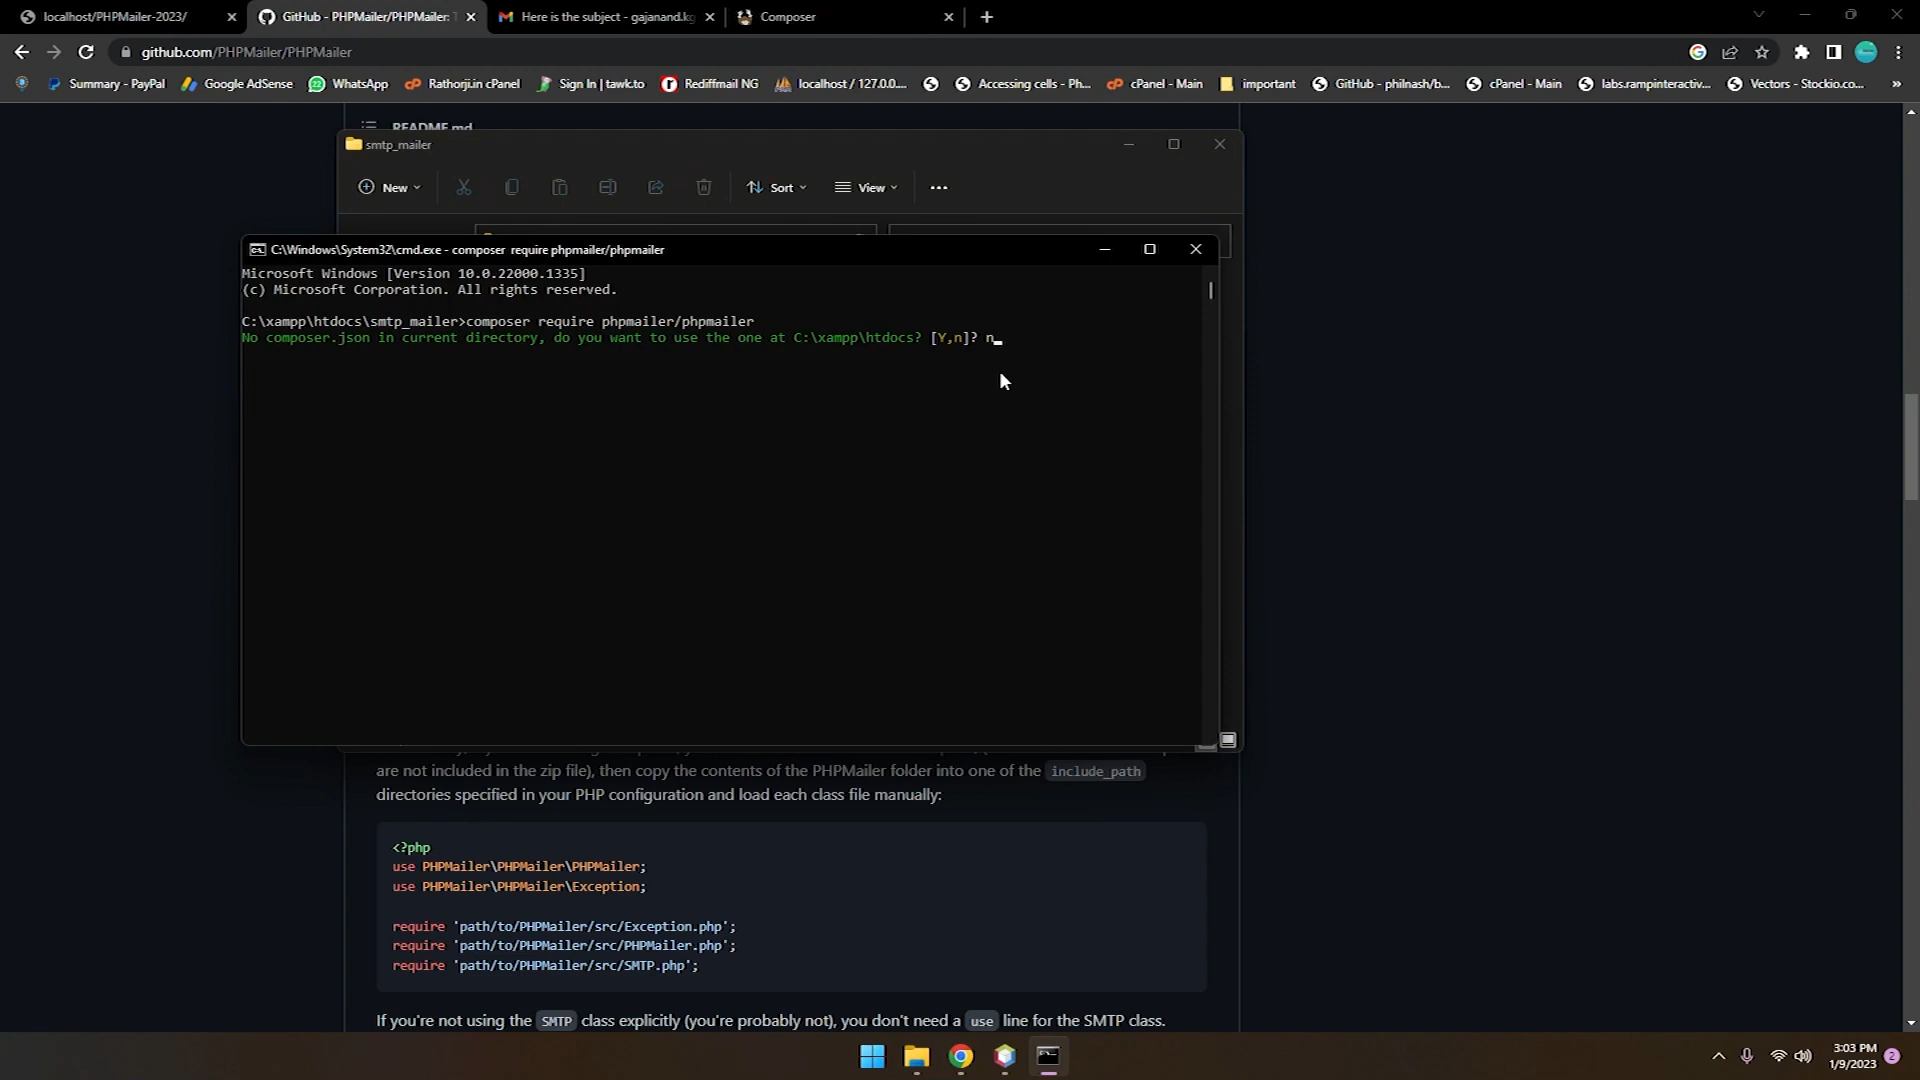 localhost/PHPMailer-2023/
GitHub - PHPMailer/PHPMailer: T
Here is the subject - gajanand.kg
Composer
github.com/PHPMailer/PHPMailer
Summary - PayPal
Google AdSense
WhatsApp
Rathorji.in cPanel
Sign In | tawk.to
Rediffmail NG
localhost / 127.0.0....
Accessing cells - Ph...
cPanel - Main
important
GitHub - philnash/b...
cPanel - Main
labs.rampinteractiv...
Vectors - Stockio.co...
»
README.md
smtp_mailer
New
Sort
View
C:\Windows\System32\cmd.exe - composer  require phpmailer/phpmailer
Microsoft Windows [Version 10.0.22000.1335]
(c) Microsoft Corporation. All rights reserved.
C:\xampp\htdocs\smtp_mailer>composer require phpmailer/phpmailer
No composer.json in current directory, do you want to use the one at C:\xampp\htdocs? [Y,n]? n
are not included in the zip file), then copy the contents of the PHPMailer folder into one of the include_path
directories specified in your PHP configuration and load each class file manually:
<?php
use PHPMailer\PHPMailer\PHPMailer;
use PHPMailer\PHPMailer\Exception;
require 'path/to/PHPMailer/src/Exception.php';
require 'path/to/PHPMailer/src/PHPMailer.php';
require 'path/to/PHPMailer/src/SMTP.php';
If you're not using the SMTP class explicitly (you're probably not), you don't need a use line for the SMTP class.
3:03 PM
1/9/2023
2